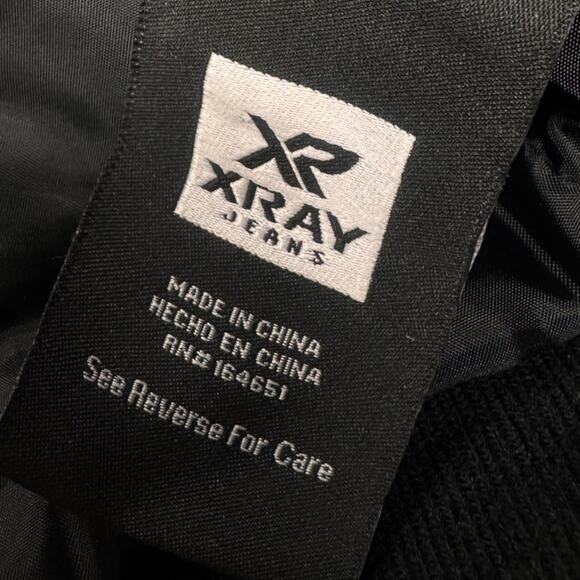 XR
XRAY
JEANS
MADE IN CHINA
HECHO EN CHINA
RN# 164651
See Reverse For Care